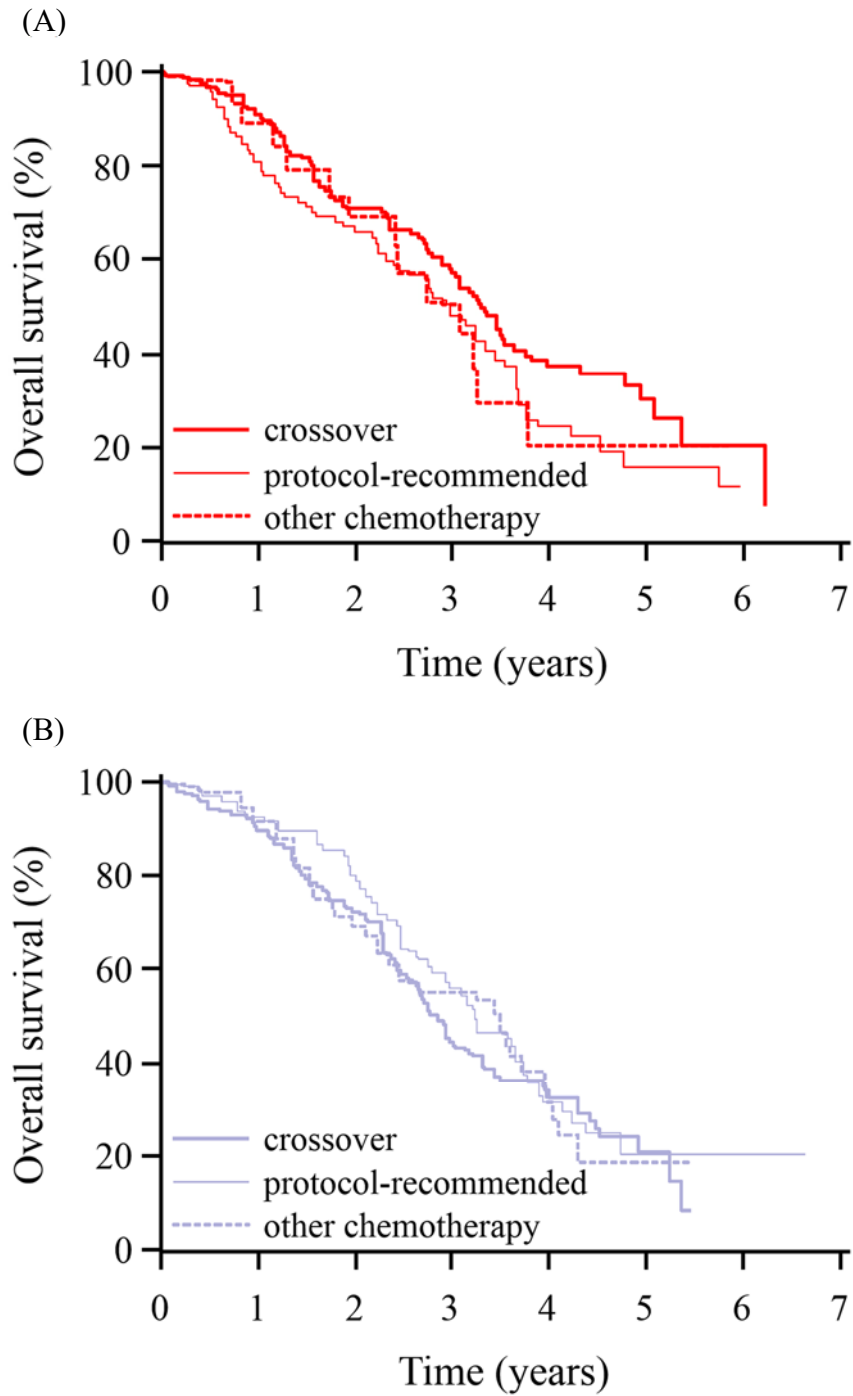 (A)
Overall survival (%)
100
80
60
40
20
0
crossover
protocol-recommended
other chemotherapy
0 1 2 3 4 5 6 7
Time (years)
(B)
Overall survival (%)
100
80
60
40
20
0
crossover
protocol-recommended
other chemotherapy
0 1 2 3 4 5 6 7
Time (years)